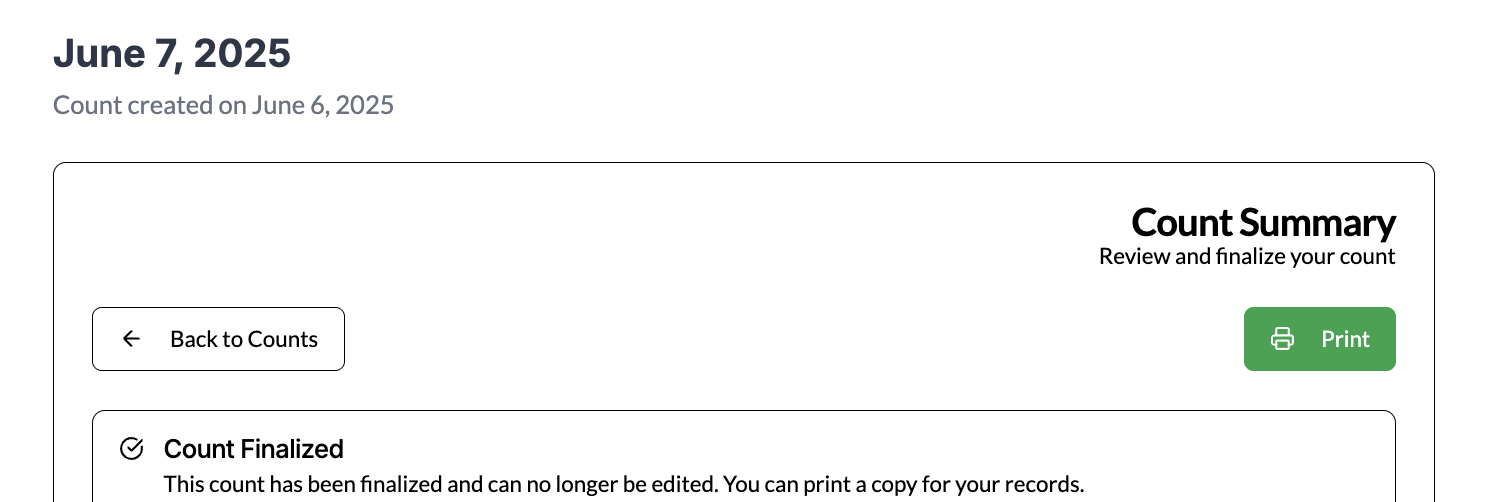 June 7, 2025
Count created on June 6, 2025
Count Summary
Review and finalize your count
Back to Counts
Print
Count Finalized
This count has been finalized and can no longer be edited. You can print a copy for your records.